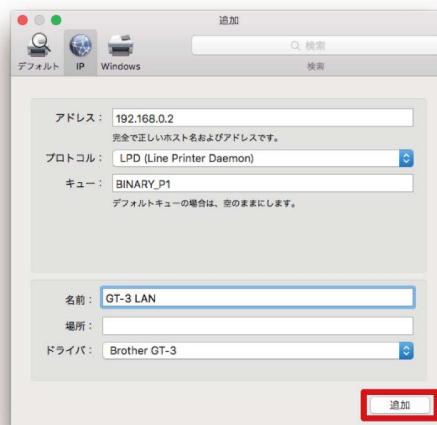 追加
デフォルト IP Windows
検索
検索
アドレス： 192.168.0.2
完全で正しいホスト名およびアドレスです。
プロトコル： LPD (Line Printer Daemon)
キュー： BINARY_P1
デフォルトキューの場合は、空のままにします。
名前： GT-3 LAN
場所：
ドライバ： Brother GT-3
追加